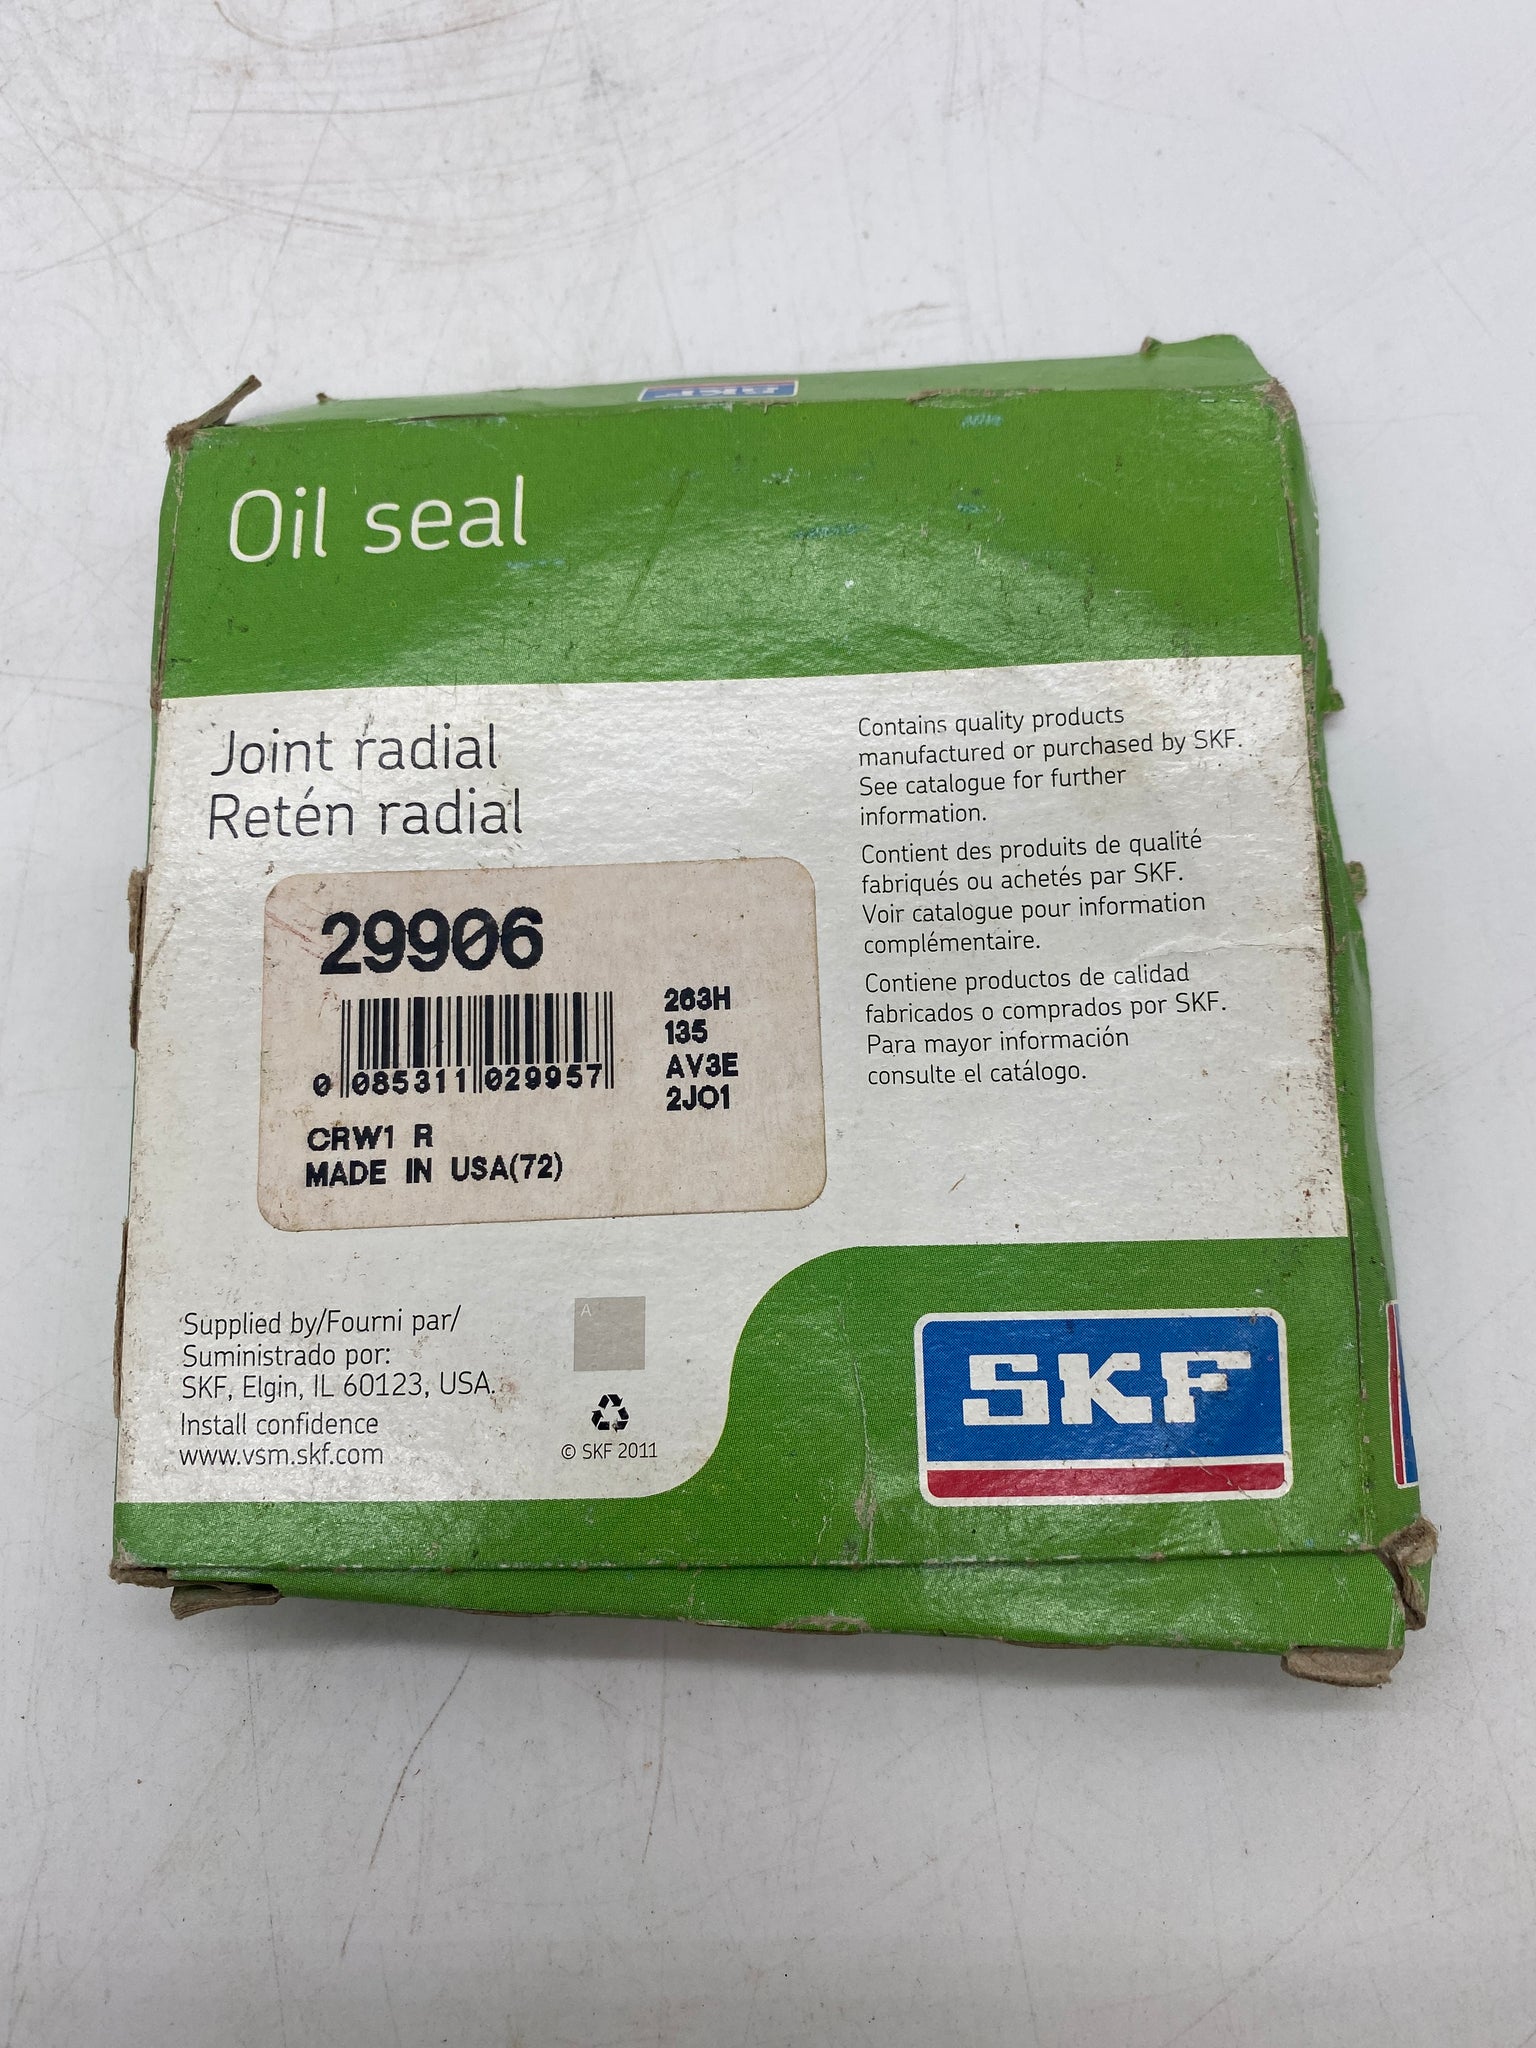 SKF
Oil seal
Joint radial
Retén radial
29906
0 085311 029957
263H
135
AV3E
2J01
CRW1 R
MADE IN USA(72)
Contains quality products
manufactured or purchased by SKF.
See catalogue for further
information.
Contient des produits de qualité
fabriqués ou achetés par SKF.
Voir catalogue pour information
complémentaire.
Contiene productos de calidad
fabricados o comprados por SKF.
Para mayor información
consulte el catálogo.
Supplied by/Fourni par/
Suministrado por:
SKF, Elgin, IL 60123, USA.
Install confidence
www.vsm.skf.com
A
© SKF 2011
SKF